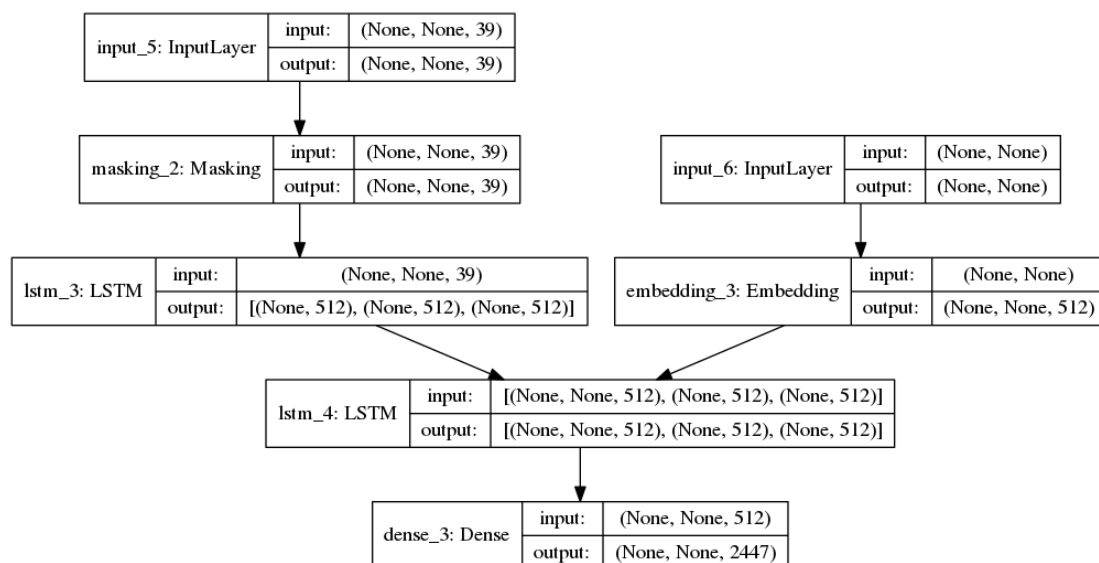 input_5: InputLayer
input: (None, None, 39)
output: (None, None, 39)
masking_2: Masking
input: (None, None, 39)
output: (None, None, 39)
input_6: InputLayer
input: (None, None)
output: (None, None)
lstm_3: LSTM
input: (None, None, 39)
output: [(None, 512), (None, 512), (None, 512)]
embedding_3: Embedding
input: (None, None)
output: (None, None, 512)
lstm_4: LSTM
input: [(None, None, 512), (None, 512), (None, 512)]
output: [(None, None, 512), (None, 512), (None, 512)]
dense_3: Dense
input: (None, None, 512)
output: (None, None, 2447)